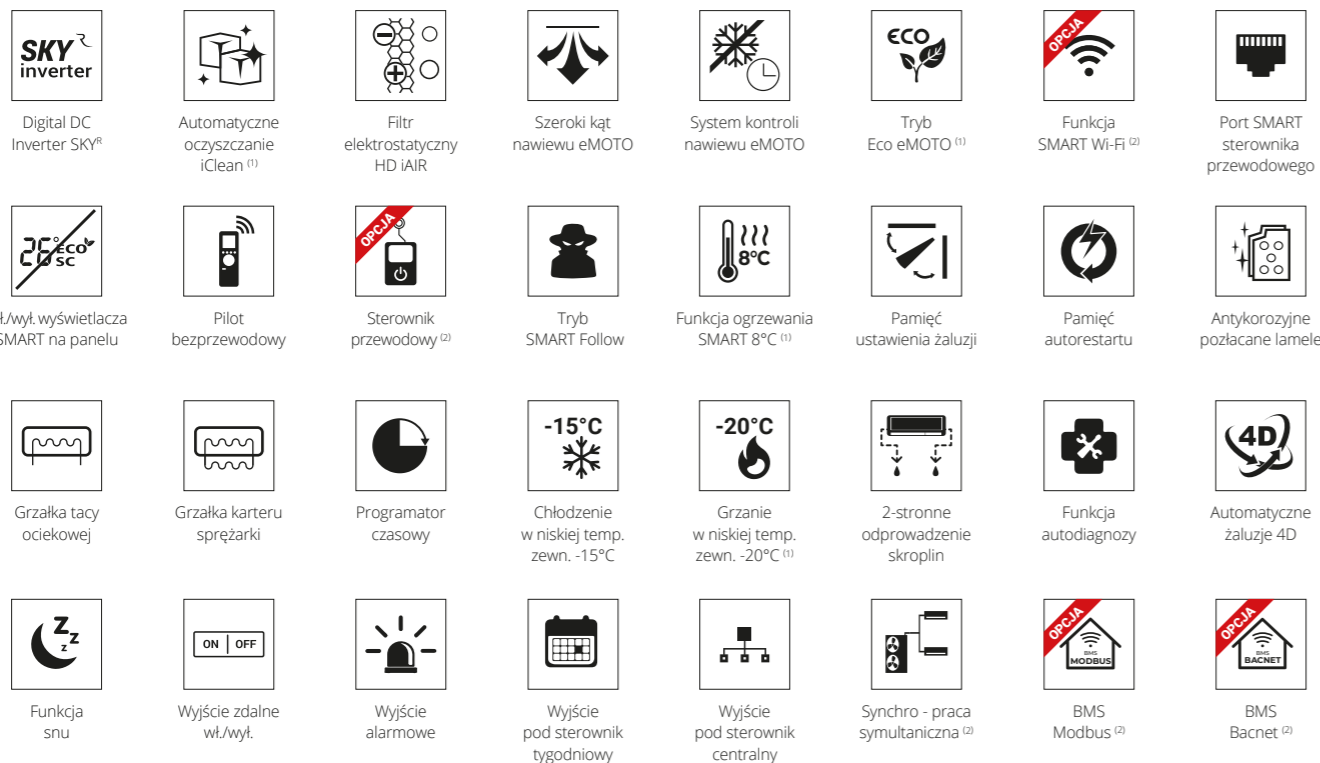 SKY R
inverter
Digital DC
Inverter SKYR
Automatyczne
oczyszczanie
iClean (1)
Filtr
elektrostatyczny
HD iAIR
Szeroki kąt
nawiewu eMOTO
System kontroli
nawiewu eMOTO
ECO
Tryb
Eco eMOTO (1)
OPCJA
Funkcja
SMART Wi-Fi (2)
Port SMART
sterownika
przewodowego
26° ECO
SC
ł./wył. wyświetlacza
SMART na panelu
Pilot
bezprzewodowy
OPCJA
Sterownik
przewodowy (2)
Tryb
SMART Follow
8°C
Funkcja ogrzewania
SMART 8°C (1)
Pamięć
ustawienia żaluzji
Pamięć
autorestartu
Antykorozyjne
pozłacane lamele
Grzałka tacy
ociekowej
Grzałka karteru
sprężarki
Programator
czasowy
-15°C
Chłodzenie
w niskiej temp.
zewn. -15°C
-20°C
Grzanie
w niskiej temp.
zewn. -20°C (1)
2-stronne
odprowadzenie
skroplin
Funkcja
autodiagnozy
4D
Automatyczne
żaluzje 4D
Z Z Z
Funkcja
snu
ON | OFF
Wyjście zdalne
wł./wył.
Wyjście
alarmowe
Wyjście
pod sterownik
tygodniowy
Wyjście
pod sterownik
centralny
Synchro - praca
symultaniczna (2)
OPCJA
BMS
MODBUS
BMS
Modbus (2)
OPCJA
BMS
BACNET
BMS
Bacnet (2)